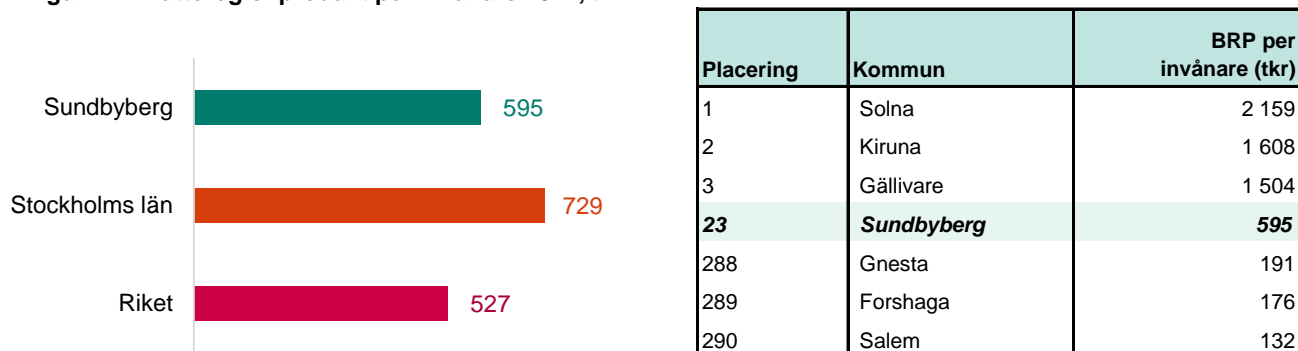 Sundbyberg 595
Stockholms län 729
Riket 527
Placering Kommun BRP per invånare (tkr)
1 Solna 2 159
2 Kiruna 1 608
3 Gällivare 1 504
23 Sundbyberg 595
288 Gnesta 191
289 Forshaga 176
290 Salem 132